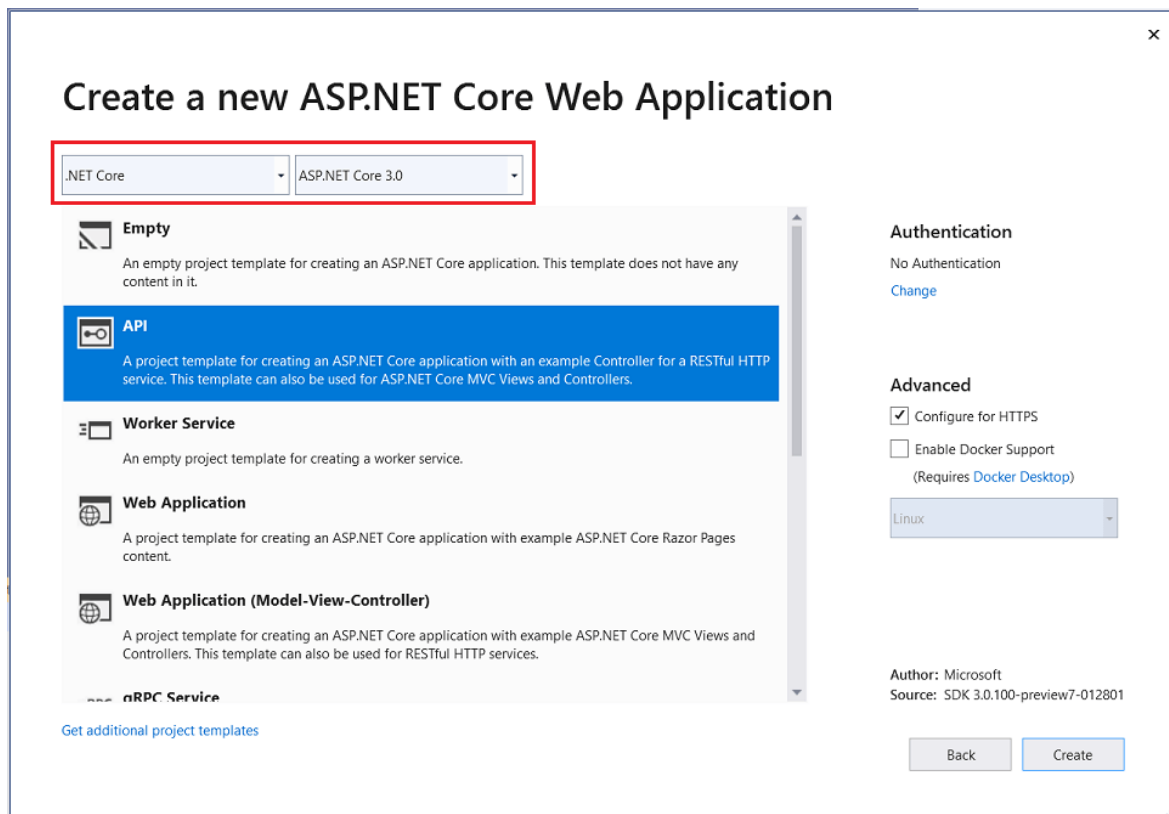 Create a new ASP.NET Core Web Application
.NET Core
ASP.NET Core 3.0
Empty
An empty project template for creating an ASP.NET Core application. This template does not have any
content in it.
API
A project template for creating an ASP.NET Core application with an example Controller for a RESTful HTTP
service. This template can also be used for ASP.NET Core MVC Views and Controllers.
Worker Service
An empty project template for creating a worker service.
Web Application
A project template for creating an ASP.NET Core application with example ASP.NET Core Razor Pages
content.
Web Application (Model-View-Controller)
A project template for creating an ASP.NET Core application with example ASP.NET Core MVC Views and
Controllers. This template can also be used for RESTful HTTP services.
gRPC Service
Get additional project templates
Authentication
No Authentication
Change
Advanced
Configure for HTTPS
Enable Docker Support
(Requires Docker Desktop)
Linux
Author: Microsoft
Source: SDK 3.0.100-preview7-012801
Back
Create